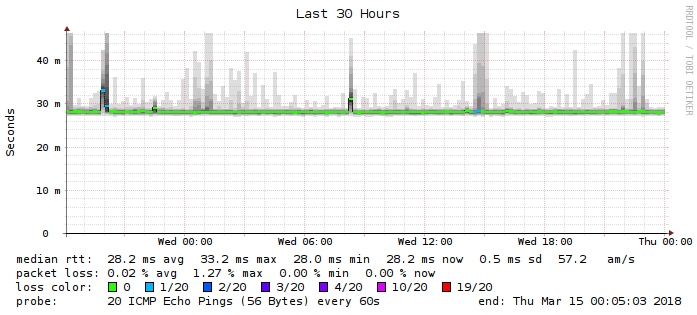 Last 30 Hours
RRDTOOL / TOBI OETIKER
Seconds
40 m
30 m
20 m
10 m
0
Wed 00:00 Wed 06:00 Wed 12:00 Wed 18:00 Thu 00:00
median rtt: 28.2 ms avg 33.2 ms max 28.0 ms min 28.2 ms now 0.5 ms sd 57.2 am/s
packet loss: 0.02 % avg 1.27 % max 0.00 % min 0.00 % now
loss color: 0 1/20 2/20 3/20 4/20 10/20 19/20
probe: 20 ICMP Echo Pings (56 Bytes) every 60s end: Thu Mar 15 00:05:03 2018